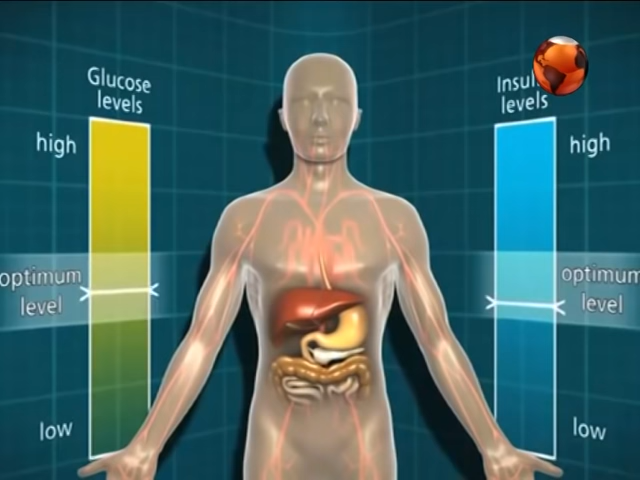 Glucose
levels
high
optimum
level
low
levels
high
optimum
level
low